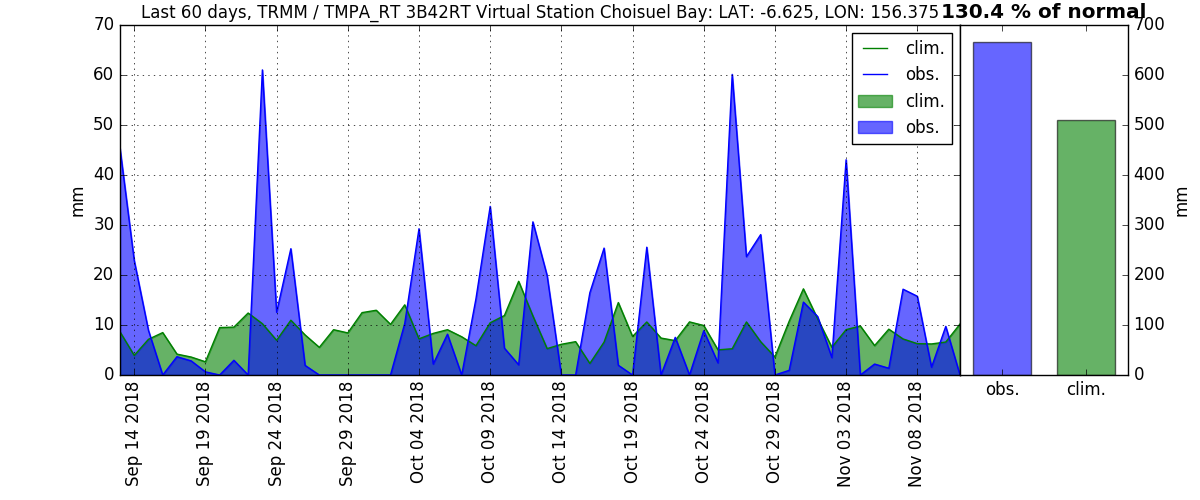 Last 60 days, TRMM / TMPA_RT 3B42RT Virtual Station Choisuel Bay: LAT: -6.625, LON: 156.375
130.4 % of normal
70
60
50
40
30
20
10
0
mm
clim.
obs.
clim.
obs.
700
600
500
400
300
200
100
0
mm
Sep 14 2018
Sep 19 2018
Sep 24 2018
Sep 29 2018
Oct 04 2018
Oct 09 2018
Oct 14 2018
Oct 19 2018
Oct 24 2018
Oct 29 2018
Nov 03 2018
Nov 08 2018
obs.
clim.